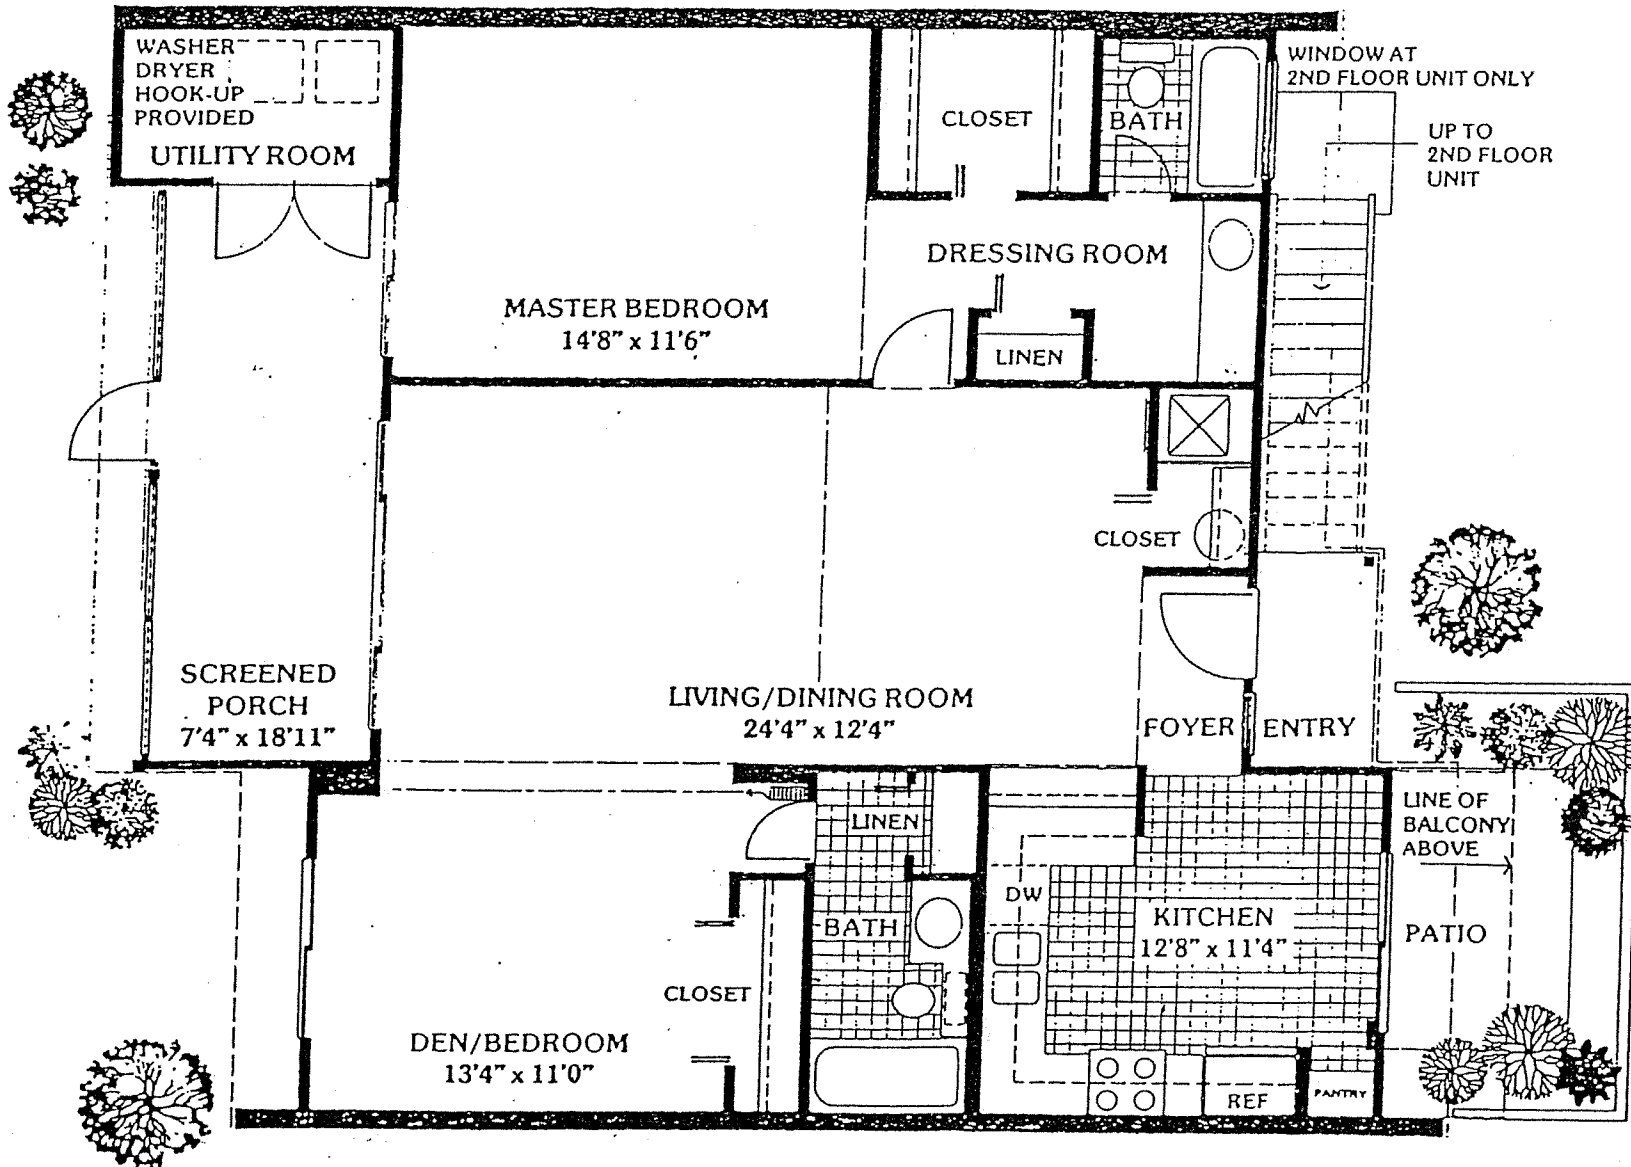 WASHER
DRYER
HOOK-UP
PROVIDED
UTILITY ROOM
CLOSET
BATH
WINDOW AT
2ND FLOOR UNIT ONLY
UP TO
2ND FLOOR
UNIT
DRESSING ROOM
MASTER BEDROOM
14'8" x 11'6"
LINEN
CLOSET
SCREENED
PORCH
7'4" x 18'11"
LIVING/DINING ROOM
24'4" x 12'4"
FOYER
ENTRY
LINE OF
BALCONY
ABOVE
LINEN
DW
KITCHEN
12'8" x 11'4"
BATH
PATIO
CLOSET
DEN/BEDROOM
13'4" x 11'0"
REF
PANTRY